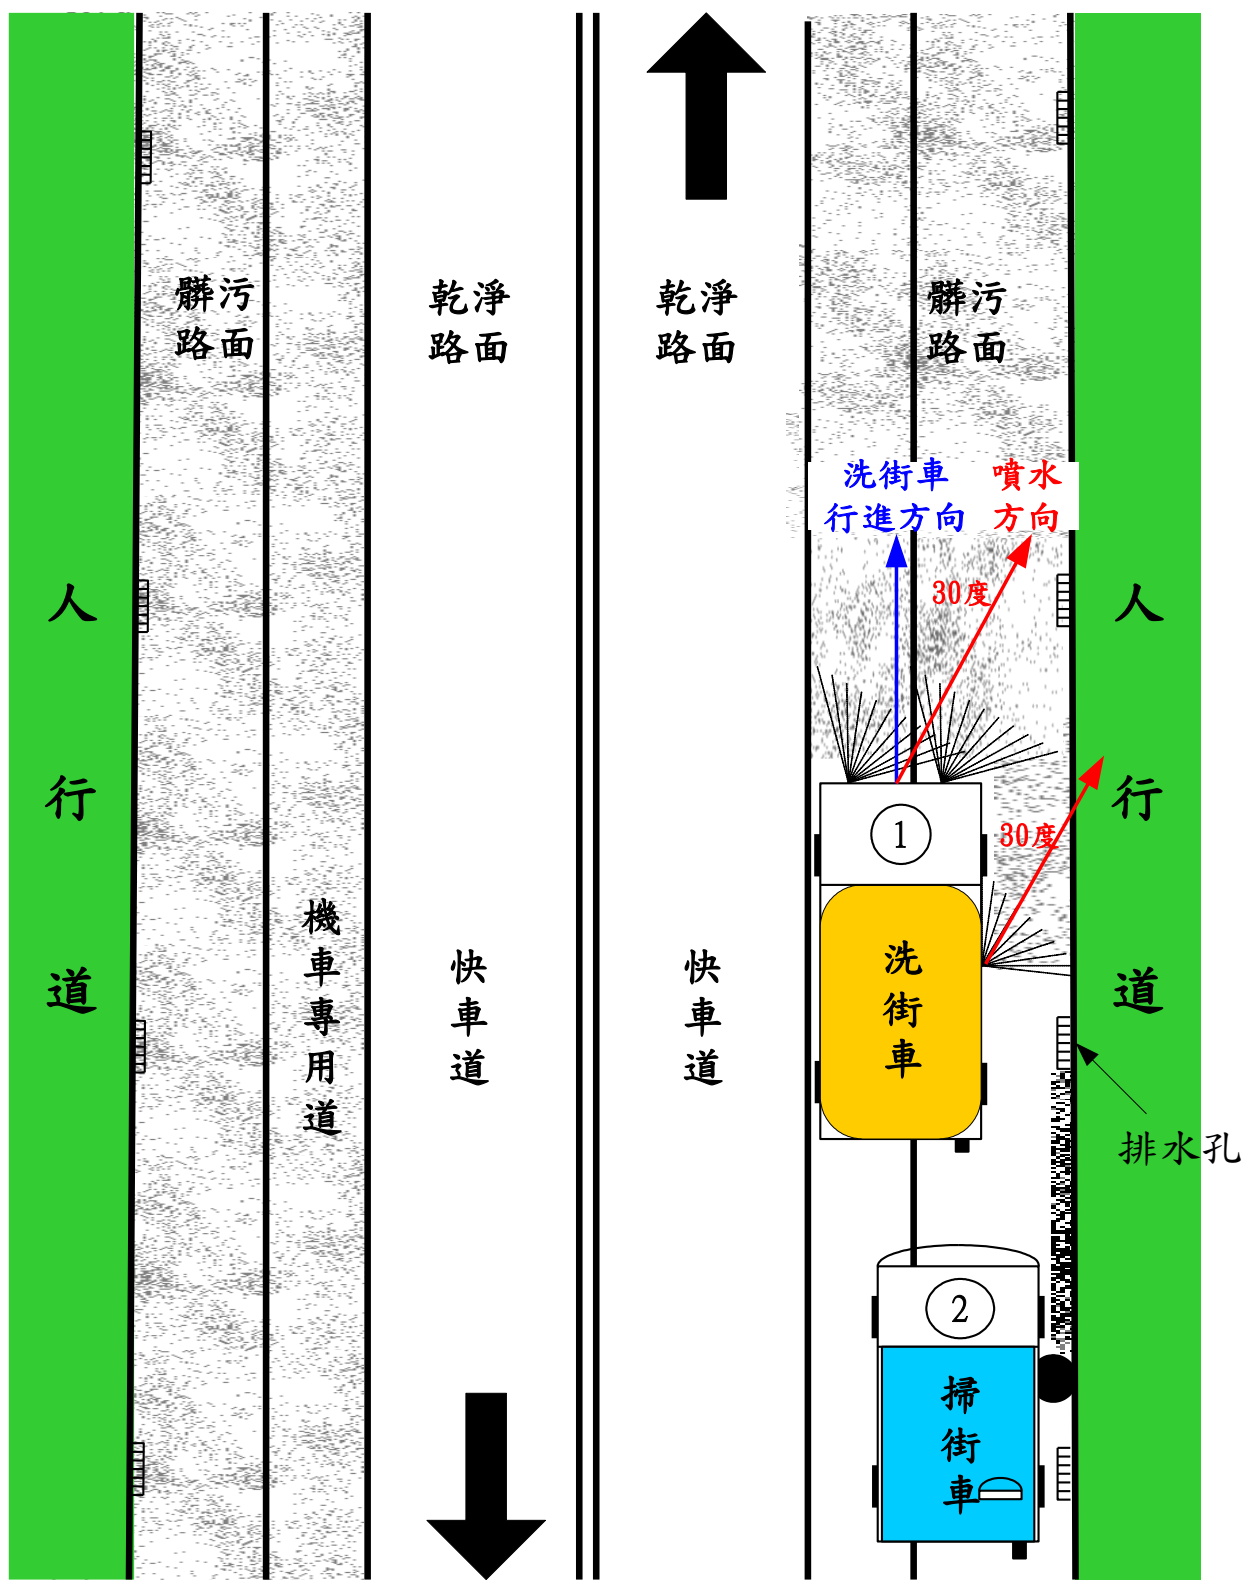 髒污
路面
乾淨
路面
乾淨
路面
髒污
路面
洗街車
行進方向
噴水
方向
30度
人行道
人行道
30度
1
機車專用道
快車道
快車道
洗街車
排水孔
2
掃街車